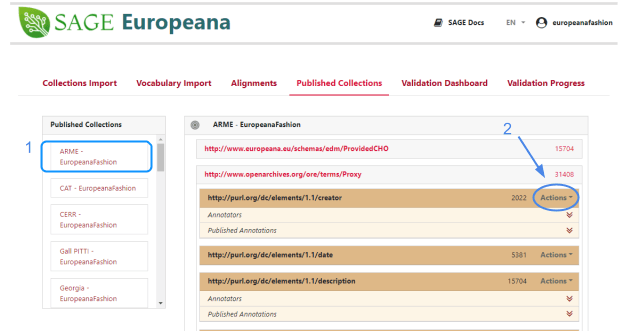 SAGE Europeana
SAGE Docs EN europeanafashion
Collections Import Vocabulary Import Alignments Published Collections Validation Dashboard Validation Progress
1
Published Collections
ARME -
EuropeanaFashion
CAT - EuropeanaFashion
CERR -
EuropeanaFashion
Gall PITTI -
EuropeanaFashion
Georgia -
EuropeanaFashion
ARME - EuropeanaFashion
2
http://www.europeana.eu/schemas/edm/ProvidedCHO 15704
http://www.openarchives.org/ore/terms/Proxy 31408
http://purl.org/dc/elements/1.1/creator 2022 Actions
Annotators
Published Annotations
http://purl.org/dc/elements/1.1/date 5381 Actions
http://purl.org/dc/elements/1.1/description 15704 Actions
Annotators
Published Annotations